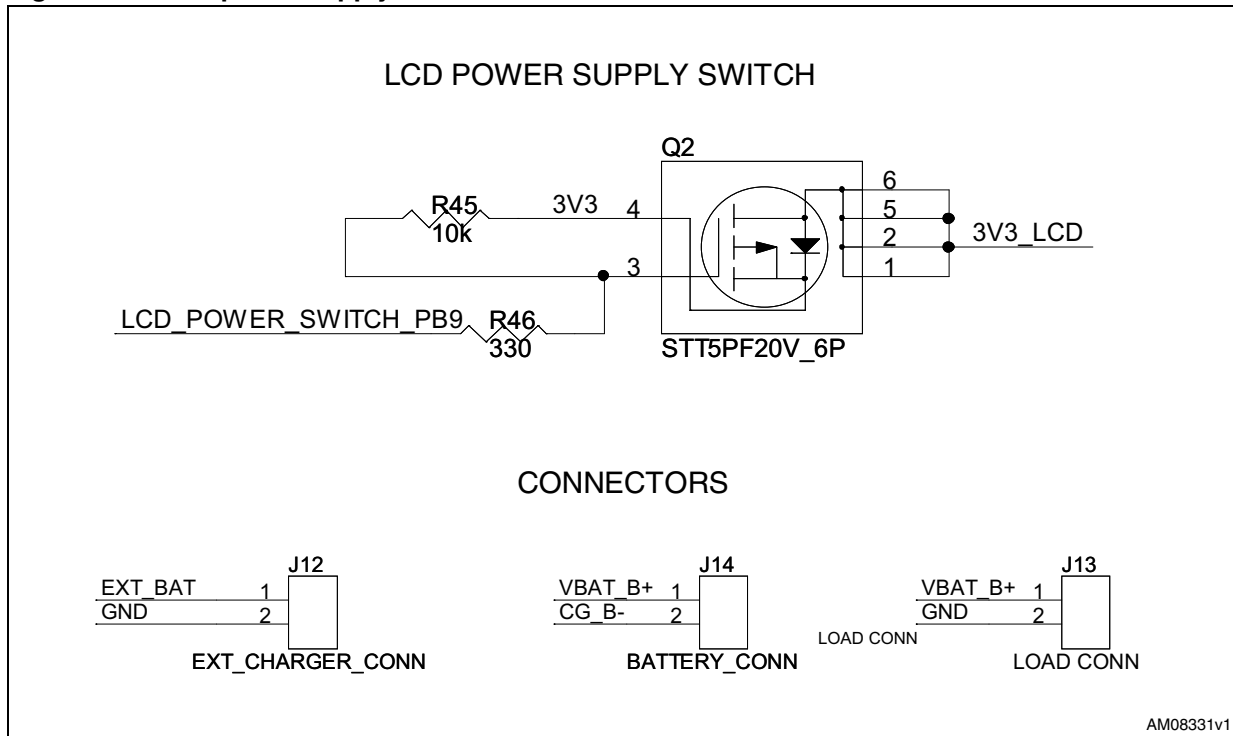 LCD POWER SUPPLY SWITCH
Q2
R45 3V3 4 6
10k 5
2 3V3_LCD
3 1
LCD_POWER_SWITCH_PB9 R46
330 STT5PF20V_6P
CONNECTORS
J12 J14 J13
EXT_BAT 1 VBAT_B+ 1 VBAT_B+ 1
GND 2 CG_B- 2 GND 2
LOAD CONN
EXT_CHARGER_CONN BATTERY_CONN LOAD CONN
AM08331v1